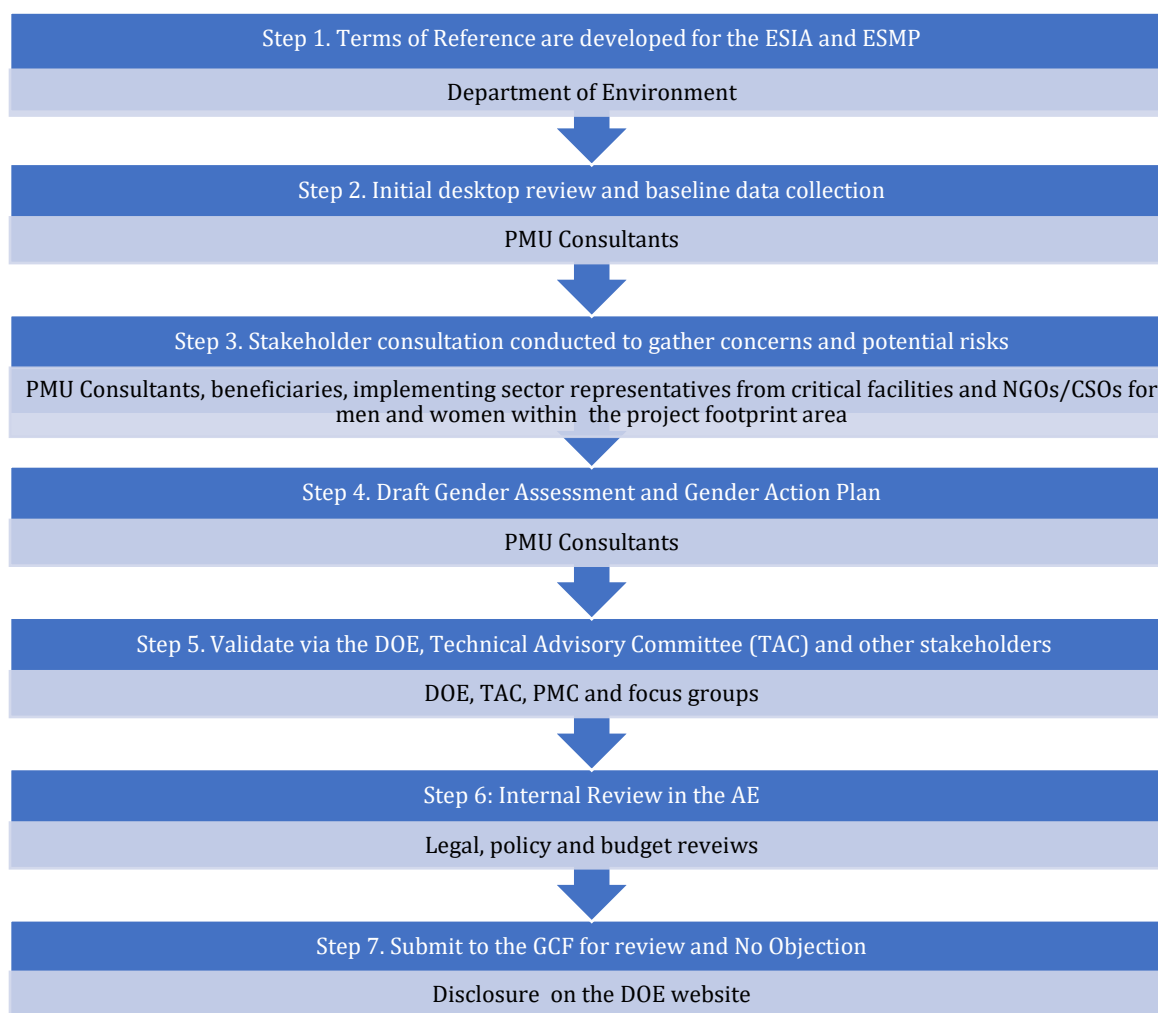 Step 1. Terms of Reference are developed for the ESIA and ESMP
Department of Environment
Step 2. Initial desktop review and baseline data collection
PMU Consultants
Step 3. Stakeholder consultation conducted to gather concerns and potential risks
PMU Consultants, beneficiaries, implementing sector representatives from critical facilities and NGOs/CSOs for
men and women within the project footprint area
Step 4. Draft Gender Assessment and Gender Action Plan
PMU Consultants
Step 5. Validate via the DOE, Technical Advisory Committee (TAC) and other stakeholders
DOE, TAC, PMC and focus groups
Step 6: Internal Review in the AE
Legal, policy and budget reveiws
Step 7. Submit to the GCF for review and No Objection
Disclosure on the DOE website